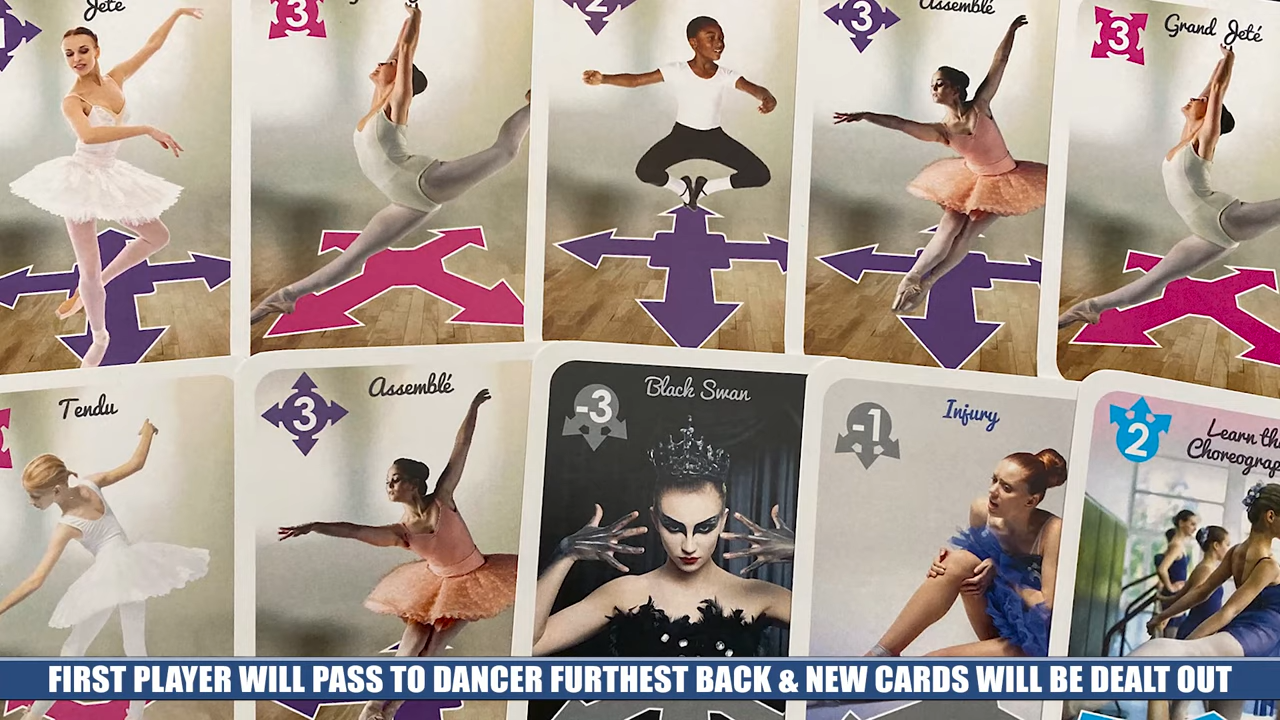 Jeté
3
2
3
Assemblé
3
Grand Jeté
Tendu
3
Assemblé
-3
Black Swan
-1
Injury
2
Learn th
Choreograp
FIRST PLAYER WILL PASS TO DANCER FURTHEST BACK & NEW CARDS WILL BE DEALT OUT